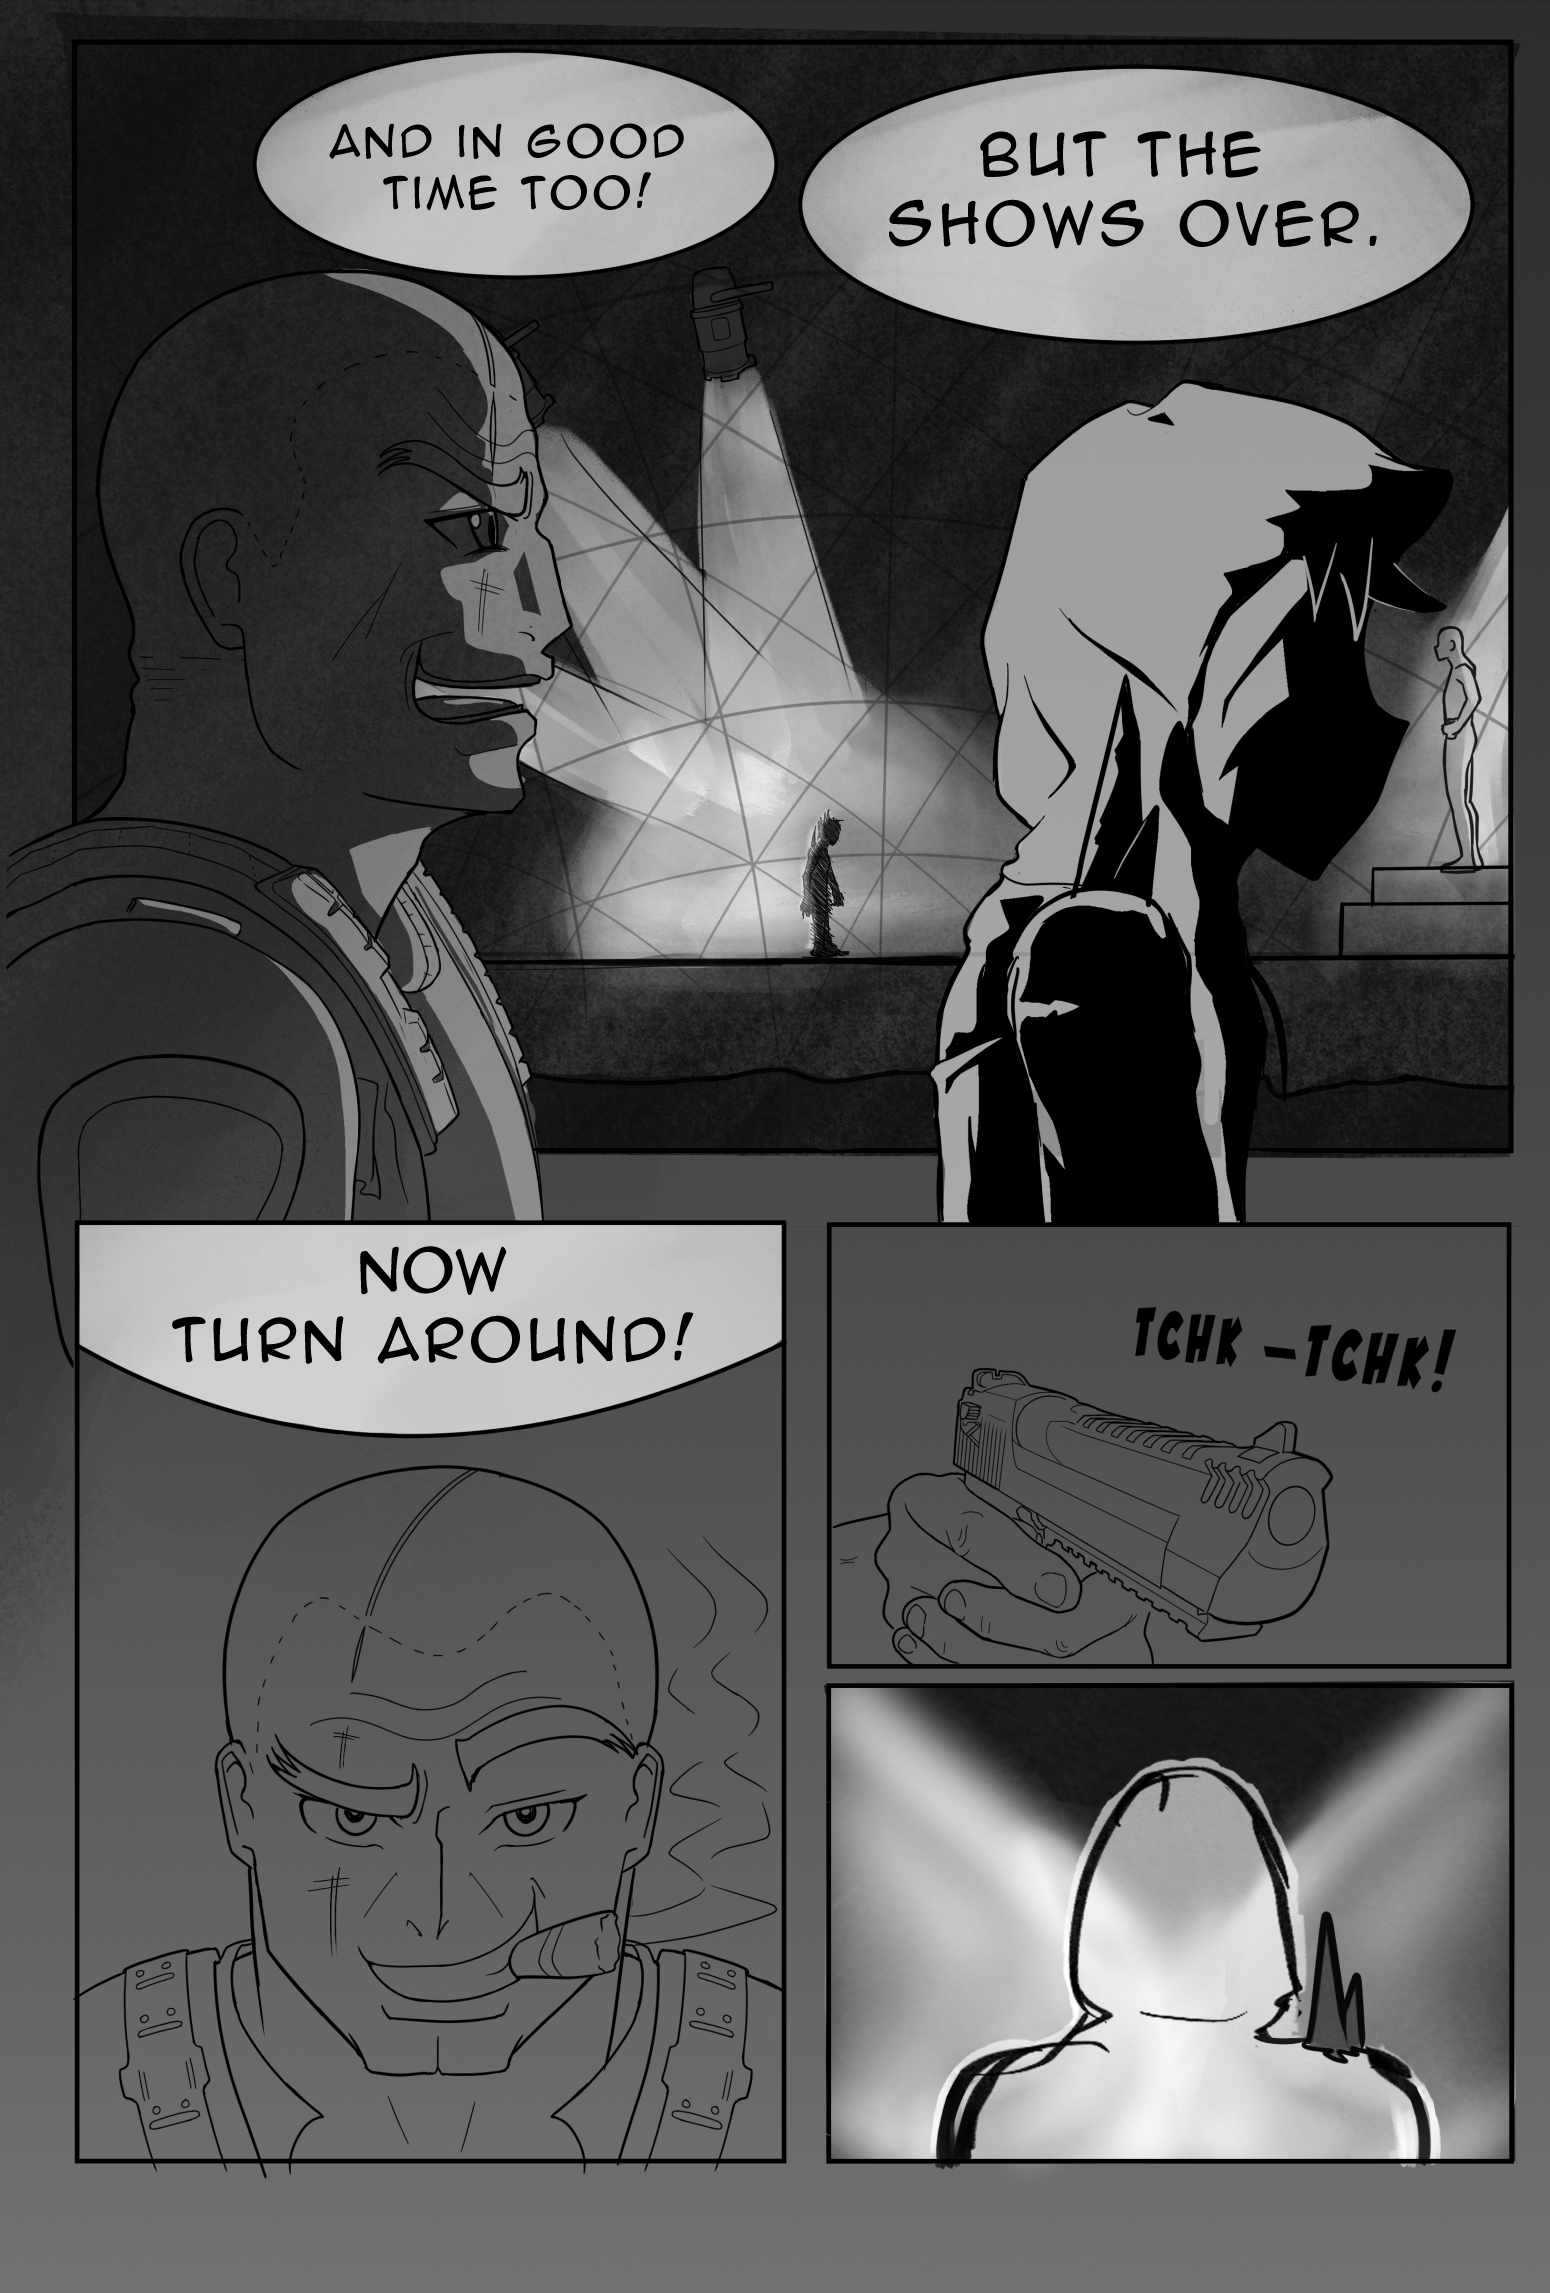 AND IN GOOD
TIME TOO!
BUT THE
SHOWS OVER.
NOW
TURN AROUND!
TCHK -TCHK!